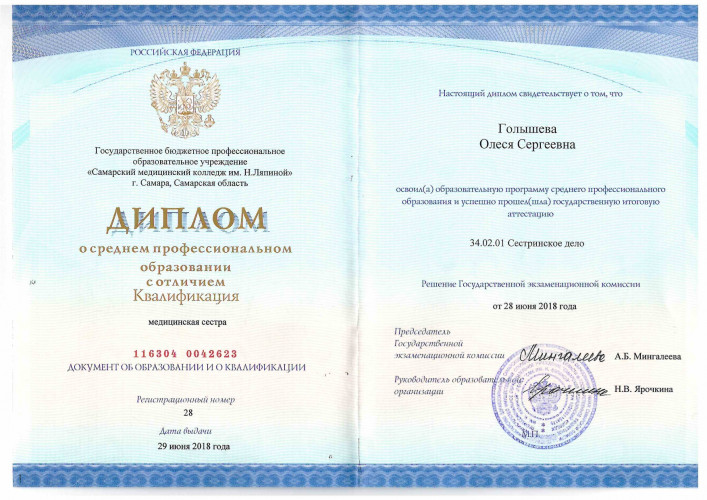 РОССИЙСКАЯ ФЕДЕРАЦИЯ
Государственное бюджетное профессиональное
образовательное учреждение
«Самарский медицинский колледж им. Н.Ляпиной»
г. Самара, Самарская область
ДИПЛОМ
о среднем профессиональном
образовании
с отличием
Квалификация
медицинская сестра
116304 0042623
ДОКУМЕНТ ОБ ОБРАЗОВАНИИ И О КВАЛИФИКАЦИИ
Регистрационный номер
28
Дата выдачи
29 июня 2018 года
Настоящий диплом свидетельствует о том, что
Голышева
Олеся Сергеевна
освоил(а) образовательную программу среднего профессионального
образования и успешно прошел(шла) государственную итоговую
аттестацию
34.02.01 Сестринское дело
Решение Государственной экзаменационной комиссии
от 28 июня 2018 года
Председатель
Государственной
экзаменационной комиссии Мингалеева А.Б. Мингалеева
Руководитель образовательной
организации Ярочкина Н.В. Ярочкина
М.П.